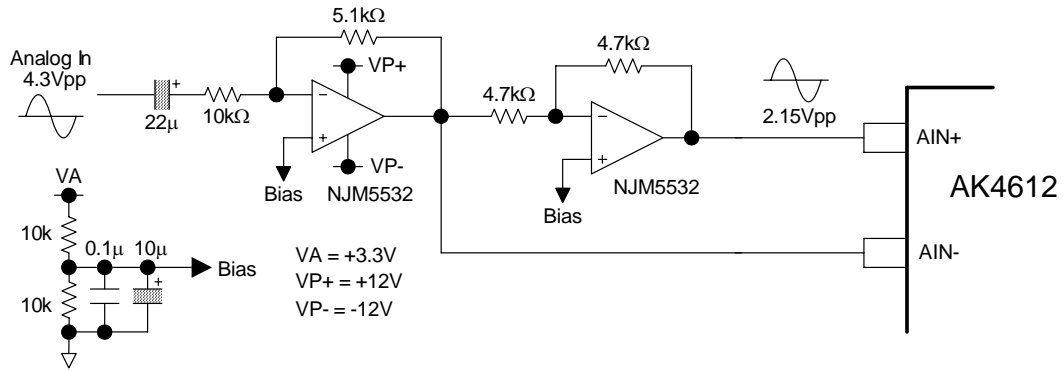 5.1kΩ
Analog In
4.3Vpp
VP+
4.7kΩ
+
22μ
10kΩ
−
+
4.7kΩ
−
+
2.15Vpp
AIN+
Bias
VP-
NJM5532
Bias
NJM5532
AK4612
VA
10k
0.1μ
10μ
+
Bias
10k
VA = +3.3V
VP+ = +12V
VP- = -12V
AIN-